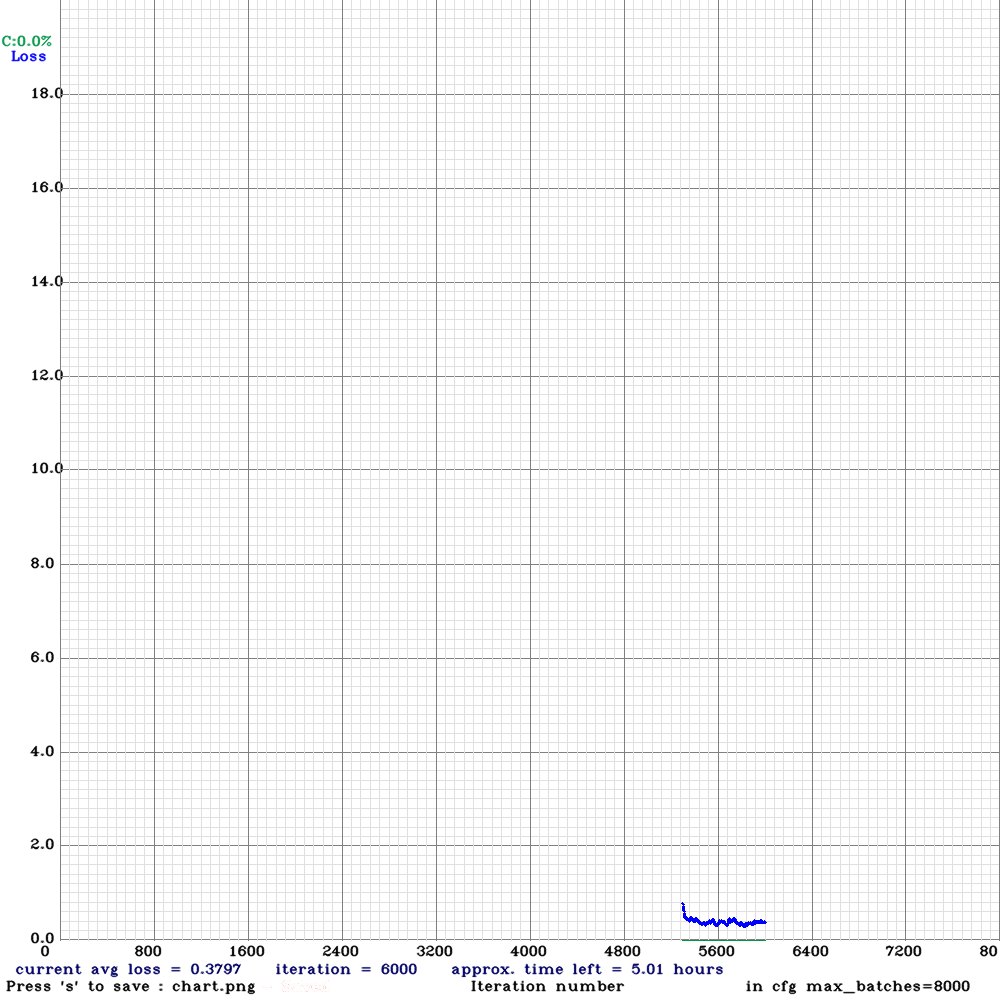 C:0.0%
Loss
18.0
16.0
14.0
12.0
10.0
8.0
6.0
4.0
2.0
0.0
0 800 1600 2400 3200 4000 4800 5600 6400 7200 80
current avg loss = 0.3797 iteration = 6000 approx. time left = 5.01 hours
Press 's' to save : chart.png Iteration number in cfg max_batches=8000